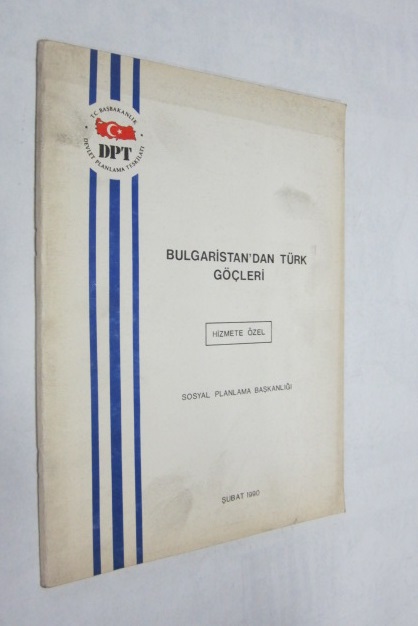 T.C. BAŞBAKANLIK
DPT
DEVLET PLANLAMA TEŞKİLATI
BULGARİSTAN'DAN TÜRK
GÖÇLERİ
HİZMETE ÖZEL
SOSYAL PLANLAMA BAŞKANLIĞI
ŞUBAT 1990